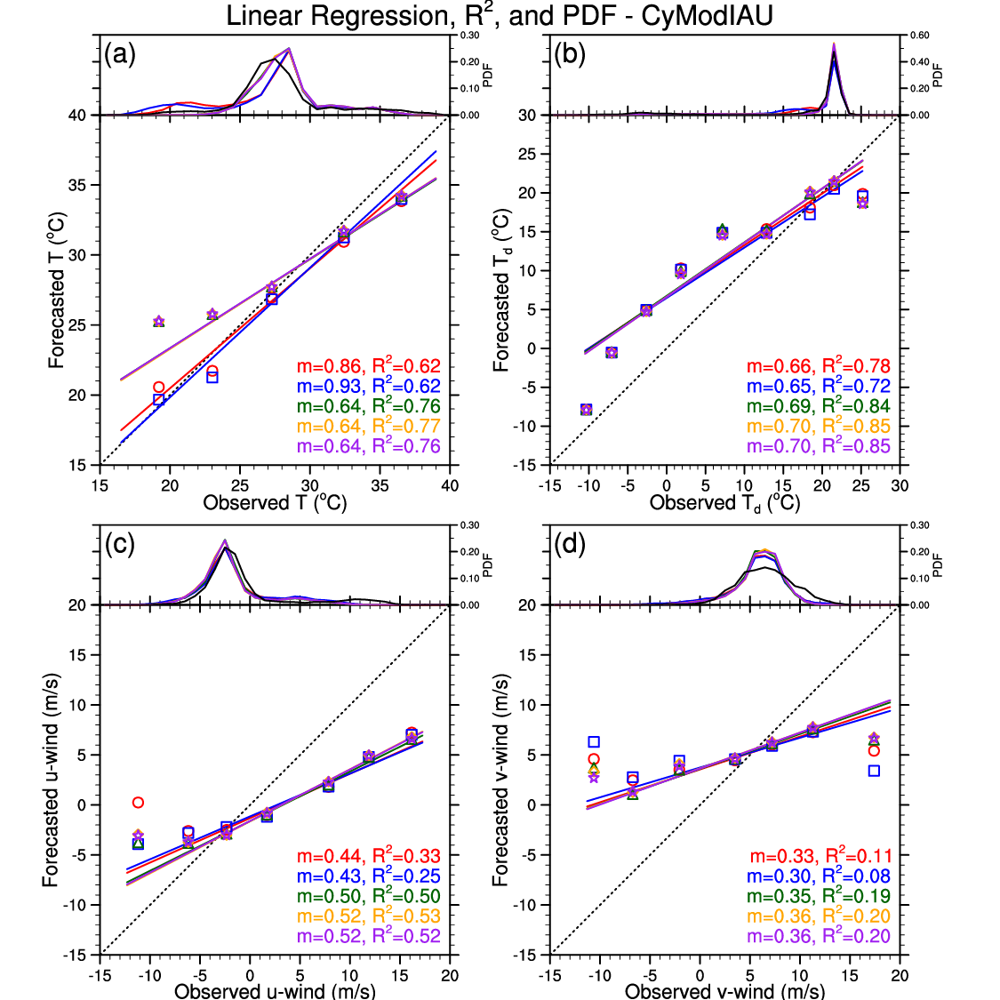 Linear Regression, R², and PDF - CyModIAU
(a)
0.30
0.20
0.10
0.00
PDF
40
35
30
25
20
15
Forecasted T (°C)
m=0.86, R²=0.62
m=0.93, R²=0.62
m=0.64, R²=0.76
m=0.64, R²=0.77
m=0.64, R²=0.76
15 20 25 30 35 40
Observed T (°C)
(b)
0.60
0.40
0.20
0.00
PDF
30
25
20
15
10
5
0
-5
-10
-15
Forecasted T_d (°C)
m=0.66, R²=0.78
m=0.65, R²=0.72
m=0.69, R²=0.84
m=0.70, R²=0.85
m=0.70, R²=0.85
-15 -10 -5 0 5 10 15 20 25 30
Observed T_d (°C)
(c)
0.30
0.20
0.10
0.00
PDF
20
15
10
5
0
-5
-10
-15
Forecasted u-wind (m/s)
m=0.44, R²=0.33
m=0.43, R²=0.25
m=0.50, R²=0.50
m=0.52, R²=0.53
m=0.52, R²=0.52
-15 -10 -5 0 5 10 15 20
Observed u-wind (m/s)
(d)
0.30
0.20
0.10
0.00
PDF
20
15
10
5
0
-5
-10
-15
Forecasted v-wind (m/s)
m=0.33, R²=0.11
m=0.30, R²=0.08
m=0.35, R²=0.19
m=0.36, R²=0.20
m=0.36, R²=0.20
-15 -10 -5 0 5 10 15 20
Observed v-wind (m/s)